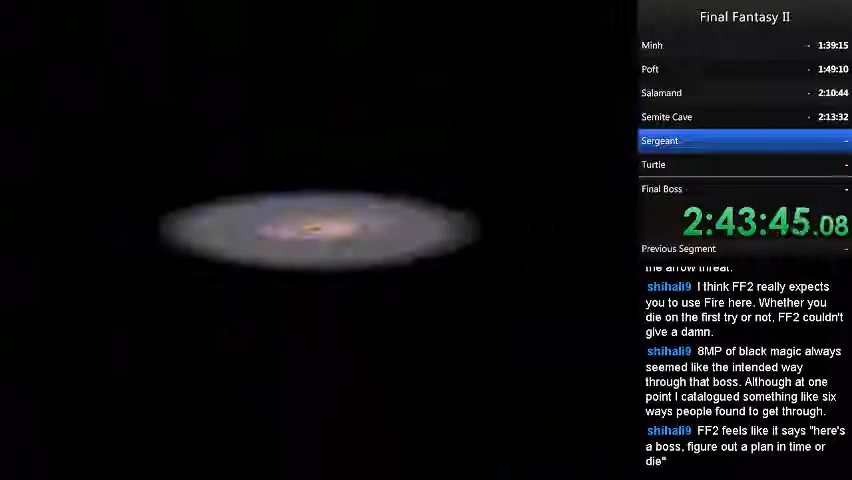 Final Fantasy II
Minh - 1:39:15
Poft - 1:49:10
Salamand - 2:10:44
Semite Cave - 2:13:32
Sergeant -
Turtle -
Final Boss -
2:43:45.08
Previous Segment -
the arrow threat.
shihali9 I think FF2 really expects
you to use Fire here. Whether you
die on the first try or not, FF2 couldn't
give a damn.
shihali9 8MP of black magic always
seemed like the intended way
through that boss. Although at one
point I catalogued something like six
ways people found to get through.
shihali9 FF2 feels like it says "here's
a boss, figure out a plan in time or
die"